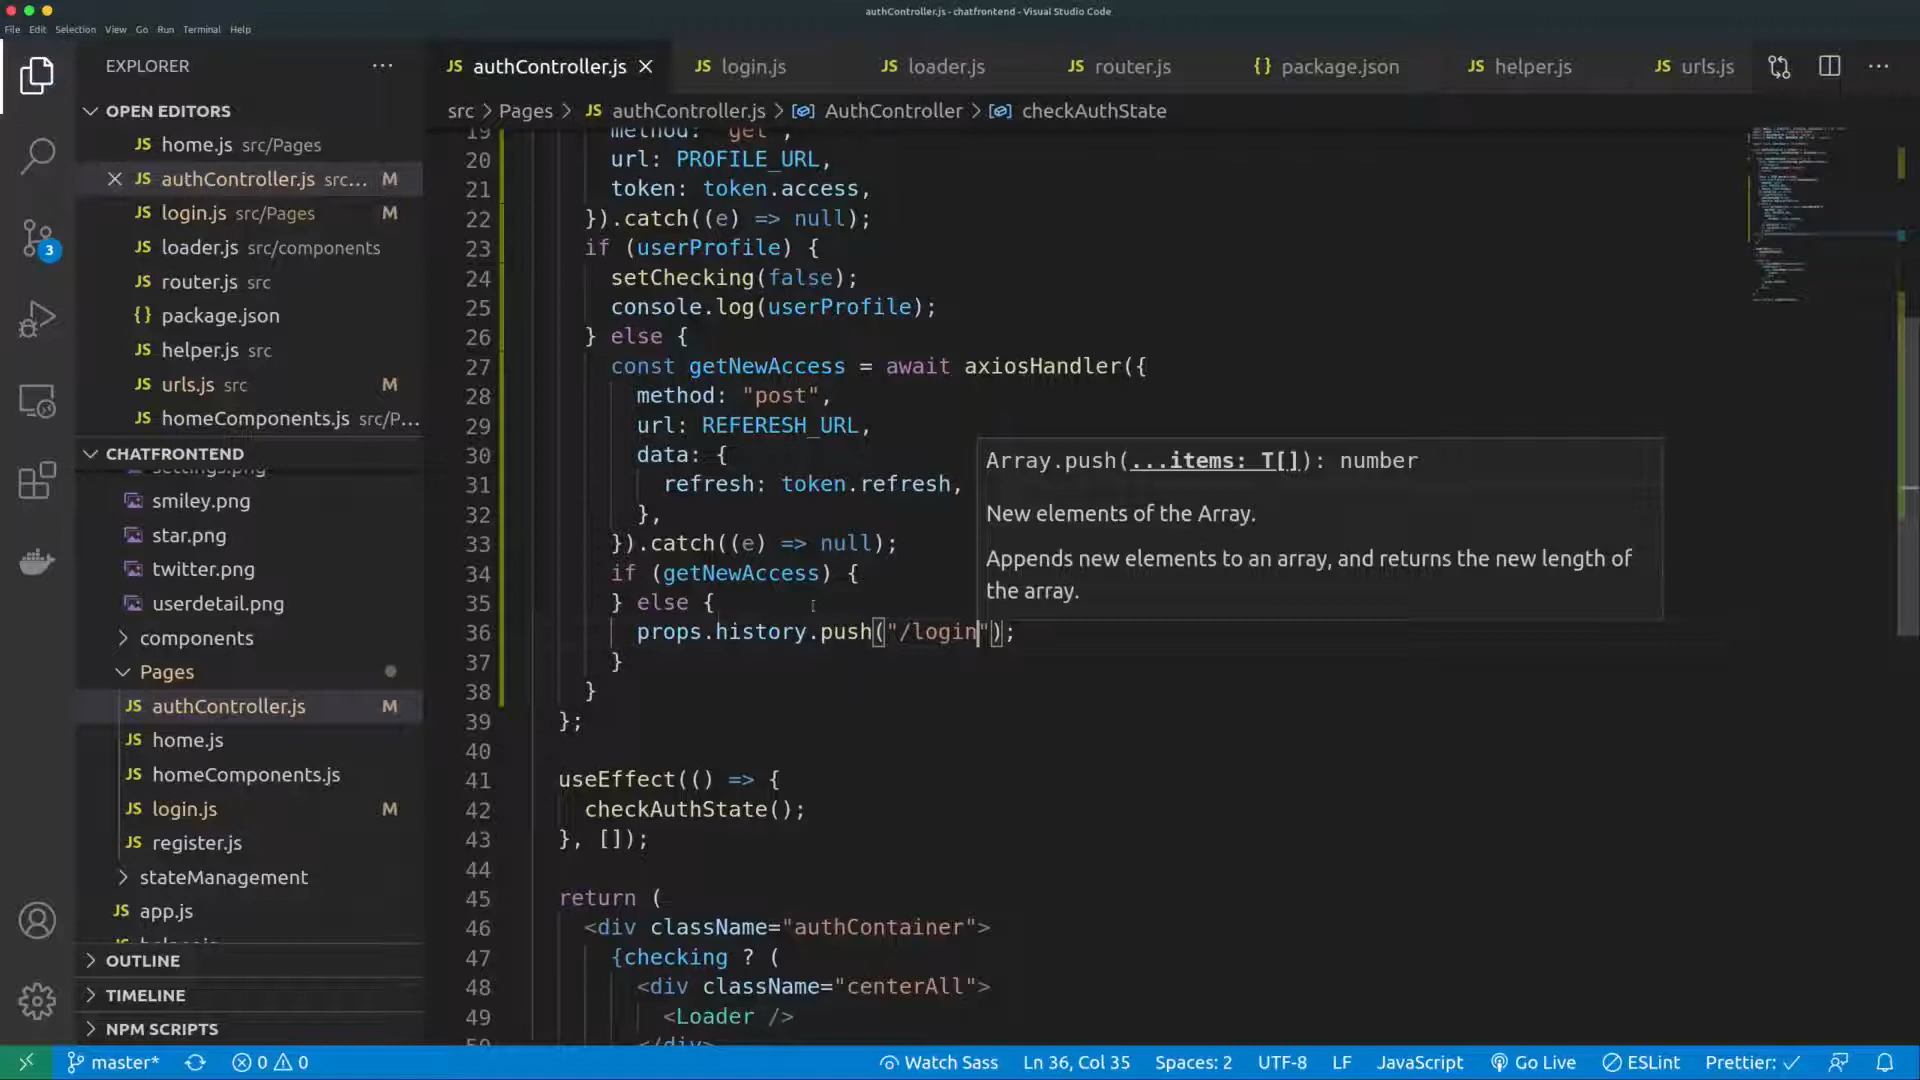 authController.js - chatfrontend - Visual Studio Code
File Edit Selection View Go Run Terminal Help
EXPLORER
OPEN EDITORS
JS home.js src/Pages
JS authController.js src... M
JS login.js src/Pages M
JS loader.js src/components
JS router.js src
{} package.json
JS helper.js src
JS urls.js src M
JS homeComponents.js src/P...
CHATFRONTEND
settings.png
smiley.png
star.png
twitter.png
userdetail.png
components
Pages
JS authController.js M
JS home.js
JS homeComponents.js
JS login.js M
JS register.js
stateManagement
JS app.js
OUTLINE
TIMELINE
NPM SCRIPTS
3
JS authController.js JS login.js JS loader.js JS router.js {} package.json JS helper.js JS urls.js
src > Pages > JS authController.js > AuthController > checkAuthState
19 method: "get",
20 url: PROFILE_URL,
21 token: token.access,
22 }).catch((e) => null);
23 if (userProfile) {
24 setChecking(false);
25 console.log(userProfile);
26 } else {
27 const getNewAccess = await axiosHandler({
28 method: "post",
29 url: REFERESH_URL,
30 data: {
31 refresh: token.refresh,
32 },
33 }).catch((e) => null);
34 if (getNewAccess) {
35 } else {
36 props.history.push("/login");
37 }
38 }
39 };
40
41 useEffect(() => {
42 checkAuthState();
43 }, []);
44
45 return (
46 <div className="authContainer">
47 {checking ? (
48 <div className="centerAll">
49 <Loader />
50 </div>
Array.push(...items: T[]): number
New elements of the Array.
Appends new elements to an array, and returns the new length of
the array.
master* 0 0 Watch Sass Ln 36, Col 35 Spaces: 2 UTF-8 LF JavaScript Go Live ESLint Prettier: ✓